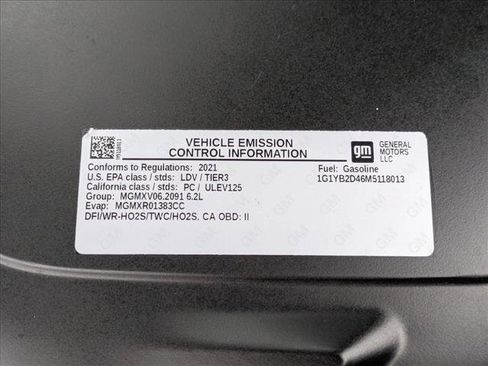 VEHICLE EMISSION
CONTROL INFORMATION
gm GENERAL
MOTORS
LLC
Conforms to Regulations: 2021
Fuel: Gasoline
U.S. EPA class / stds: LDV / TIER3
1G1YB2D46M5118013
California class / stds: PC / ULEV125
Group: MGMXV06.2091 6.2L
Evap: MGMXR01383CC
DFI/WR-HO2S/TWC/HO2S, CA OBD: II